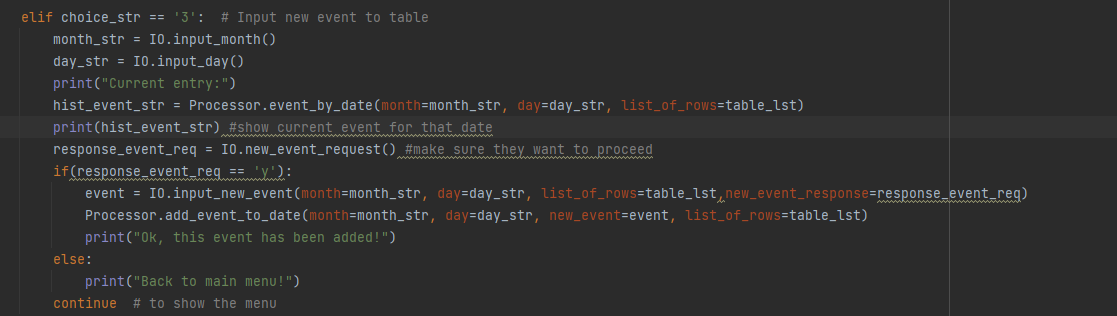 elif choice_str == '3':  # Input new event to table
    month_str = IO.input_month()
    day_str = IO.input_day()
    print("Current entry:")
    hist_event_str = Processor.event_by_date(month=month_str, day=day_str, list_of_rows=table_lst)
    print(hist_event_str) #show current event for that date
    response_event_req = IO.new_event_request() #make sure they want to proceed
    if(response_event_req == 'y'):
        event = IO.input_new_event(month=month_str, day=day_str, list_of_rows=table_lst,new_event_response=response_event_req)
        Processor.add_event_to_date(month=month_str, day=day_str, new_event=event, list_of_rows=table_lst)
        print("Ok, this event has been added!")
    else:
        print("Back to main menu!")
    continue  # to show the menu